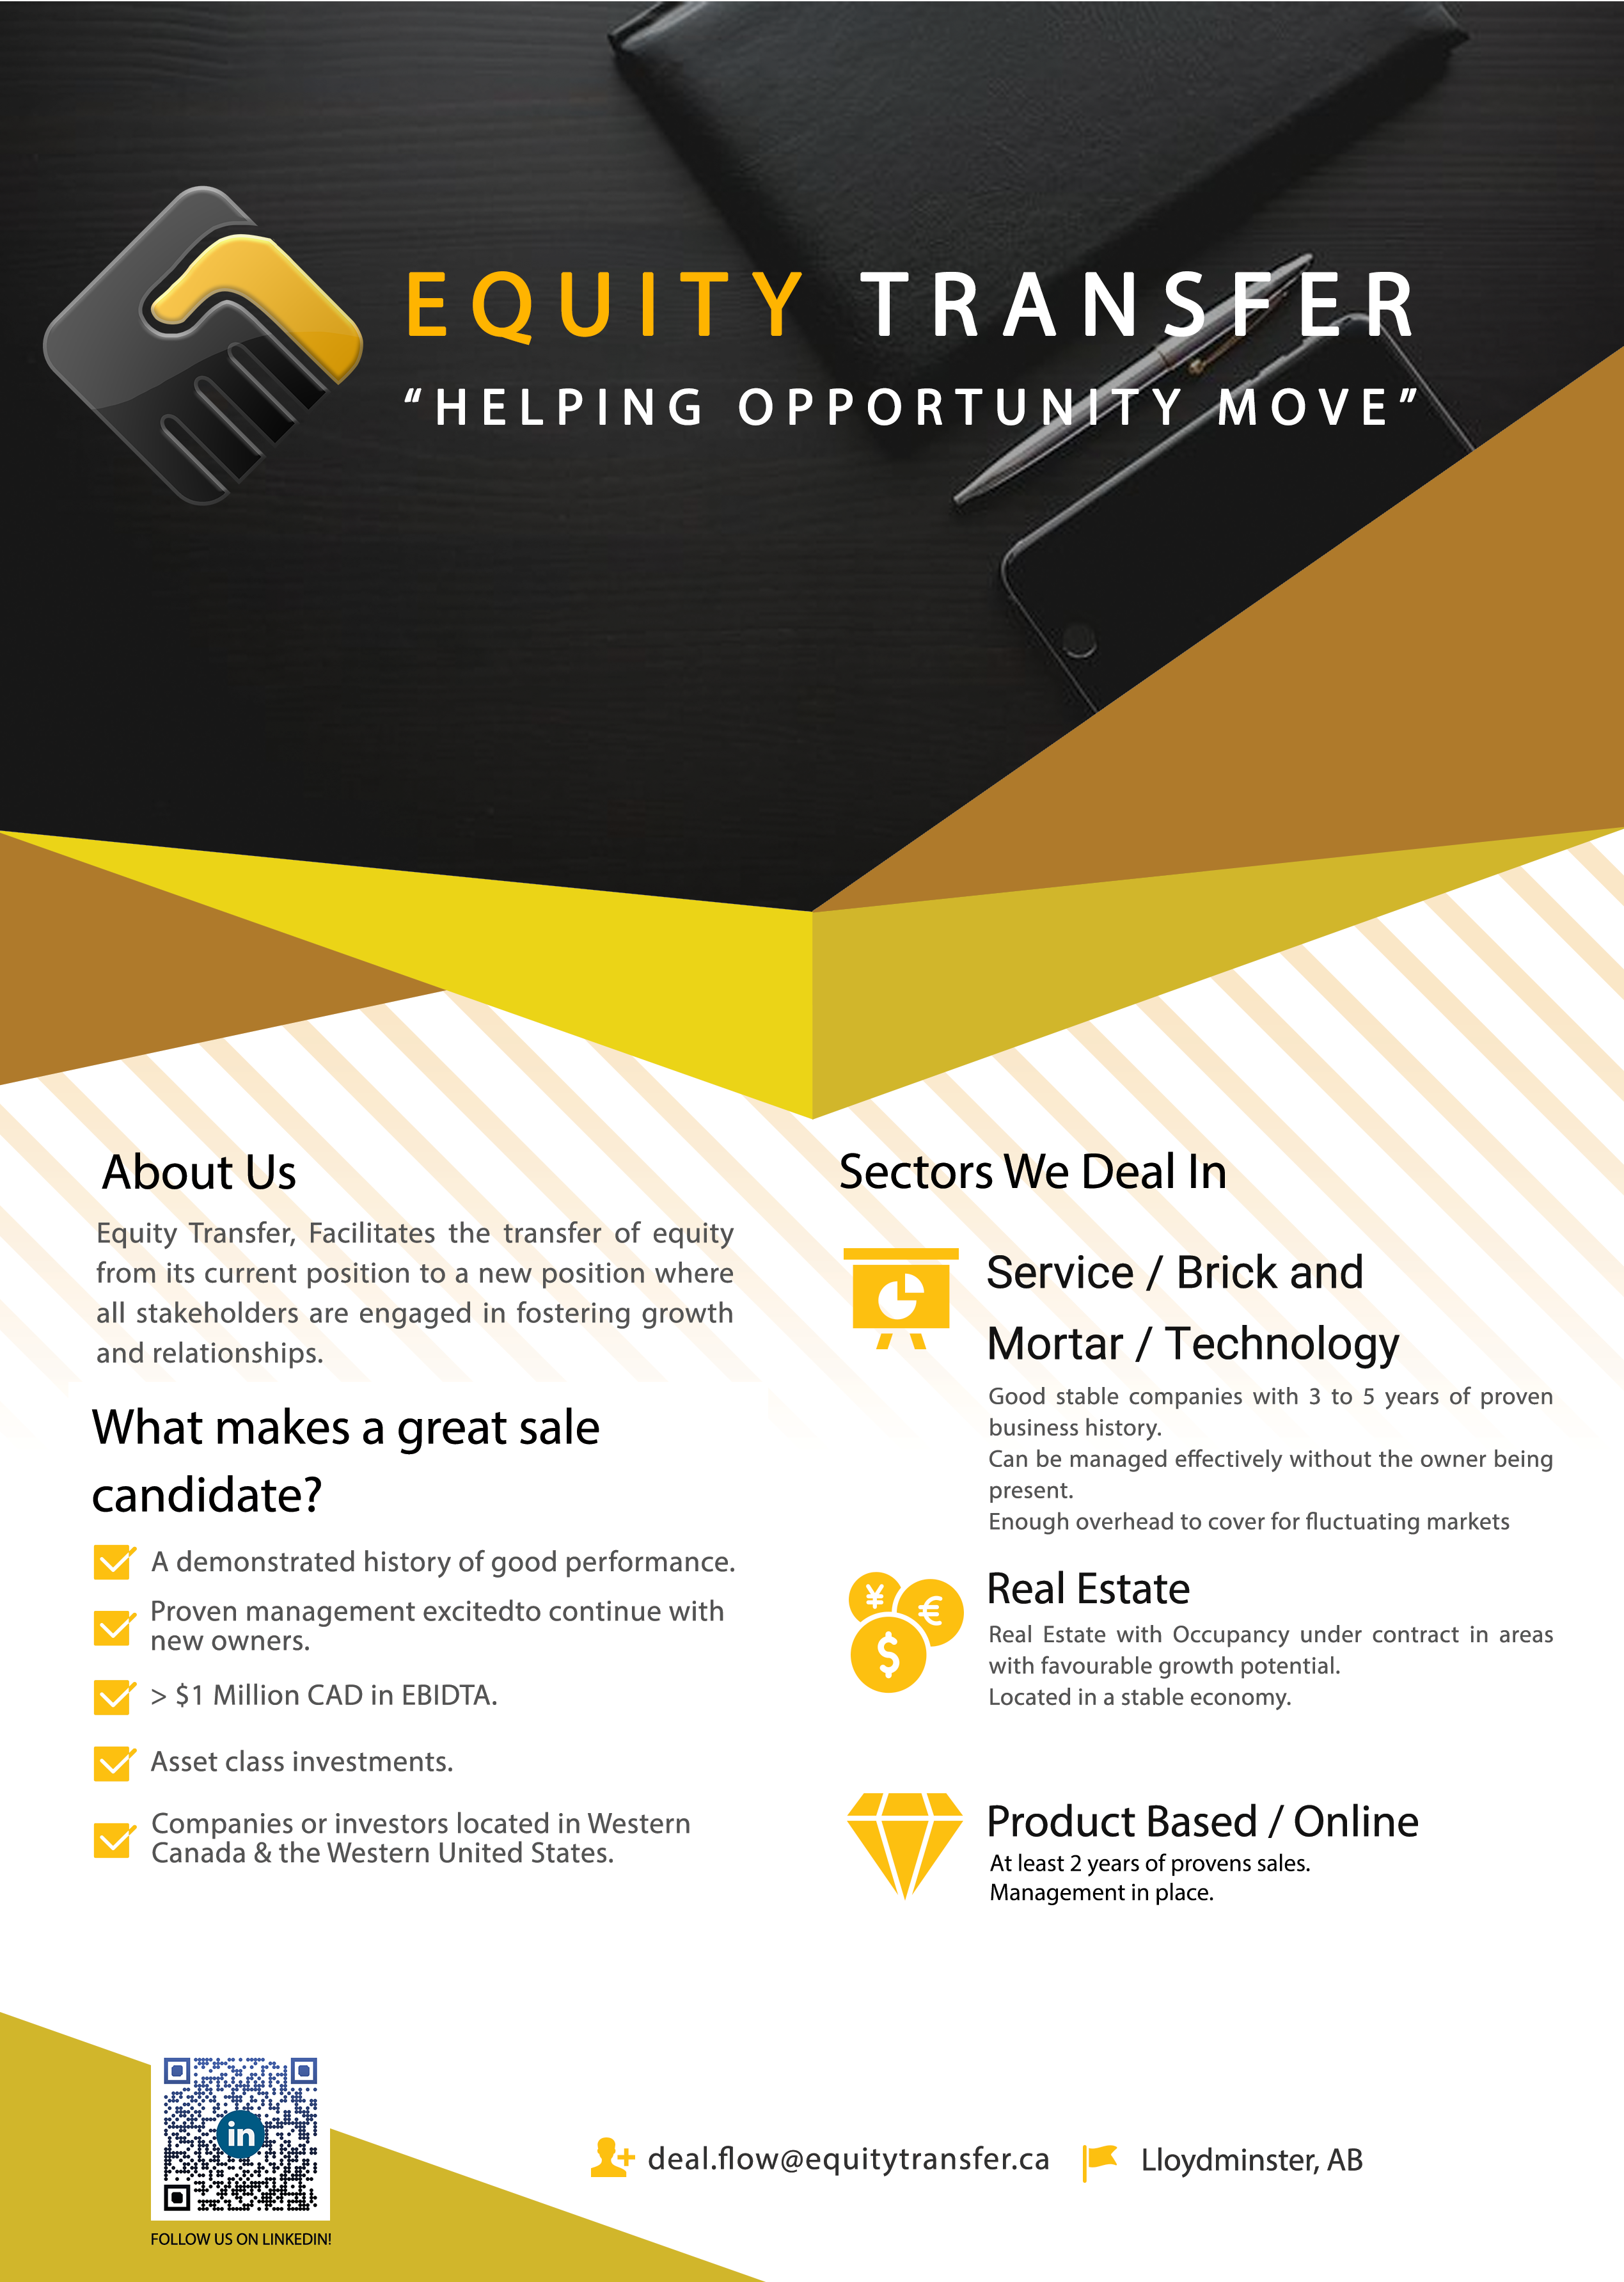 EQUITY TRANSFER
“HELPING OPPORTUNITY MOVE”
About Us
Equity Transfer, Facilitates the transfer of equity
from its current position to a new position where
all stakeholders are engaged in fostering growth
and relationships.
What makes a great sale
candidate?
A demonstrated history of good performance.
Proven management excitedto continue with
new owners.
> $1 Million CAD in EBIDTA.
Asset class investments.
Companies or investors located in Western
Canada & the Western United States.
Sectors We Deal In
Service / Brick and
Mortar / Technology
Good stable companies with 3 to 5 years of proven
business history.
Can be managed effectively without the owner being
present.
Enough overhead to cover for fluctuating markets
¥ € $
Real Estate
Real Estate with Occupancy under contract in areas
with favourable growth potential.
Located in a stable economy.
Product Based / Online
At least 2 years of provens sales.
Management in place.
in
FOLLOW US ON LINKEDIN!
deal.flow@equitytransfer.ca
Lloydminster, AB